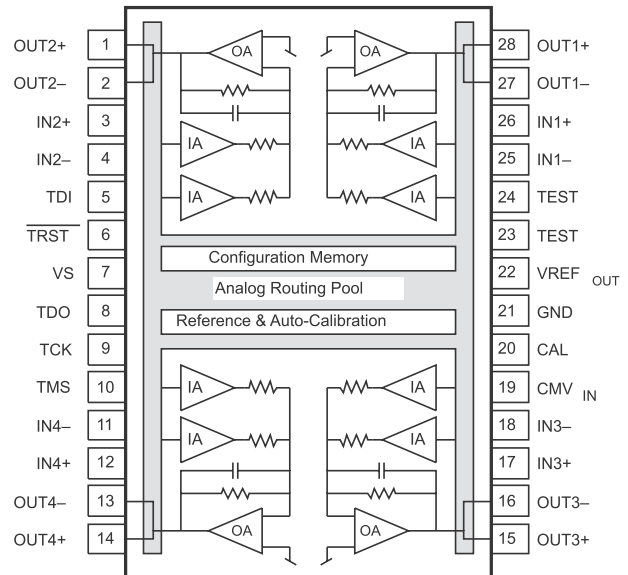 OUT2+ 1 OA OA 28 OUT1+
OUT2– 2 27 OUT1–
IN2+ 3 26 IN1+
IN2– 4 IA IA 25 IN1–
TDI 5 IA IA 24 TEST
TRST 6 23 TEST
Configuration Memory
VS 7 22 VREF OUT
Analog Routing Pool
TDO 8 21 GND
Reference & Auto-Calibration
TCK 9 20 CAL
TMS 10 IA IA 19 CMV IN
IN4– 11 IA IA 18 IN3–
IN4+ 12 17 IN3+
OUT4– 13 16 OUT3–
OUT4+ 14 OA OA 15 OUT3+